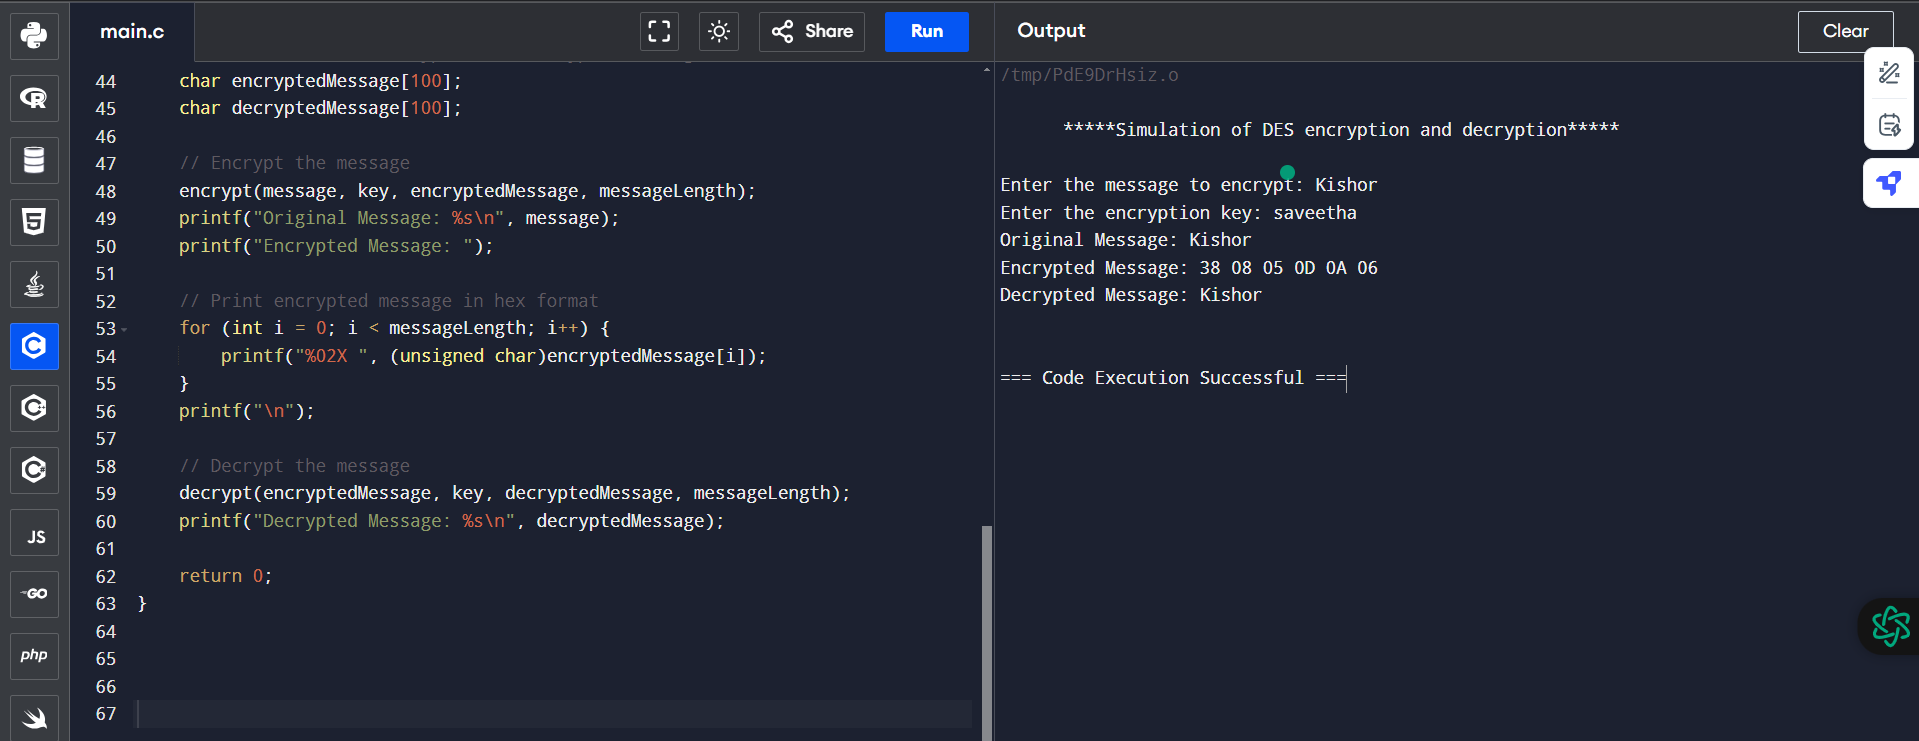 main.c
Share
Run
Output
Clear
44 char encryptedMessage[100];
45 char decryptedMessage[100];
46
47 // Encrypt the message
48 encrypt(message, key, encryptedMessage, messageLength);
49 printf("Original Message: %s\n", message);
50 printf("Encrypted Message: ");
51
52 // Print encrypted message in hex format
53 for (int i = 0; i < messageLength; i++) {
54 printf("%02X ", (unsigned char)encryptedMessage[i]);
55 }
56 printf("\n");
57
58 // Decrypt the message
59 decrypt(encryptedMessage, key, decryptedMessage, messageLength);
60 printf("Decrypted Message: %s\n", decryptedMessage);
61
62 return 0;
63 }
64
65
66
67
/tmp/PdE9DrHsiz.o
*****Simulation of DES encryption and decryption*****
Enter the message to encrypt: Kishor
Enter the encryption key: saveetha
Original Message: Kishor
Encrypted Message: 38 08 05 0D 0A 06
Decrypted Message: Kishor
=== Code Execution Successful ===
R
5
C
C++
C#
JS
GO
php